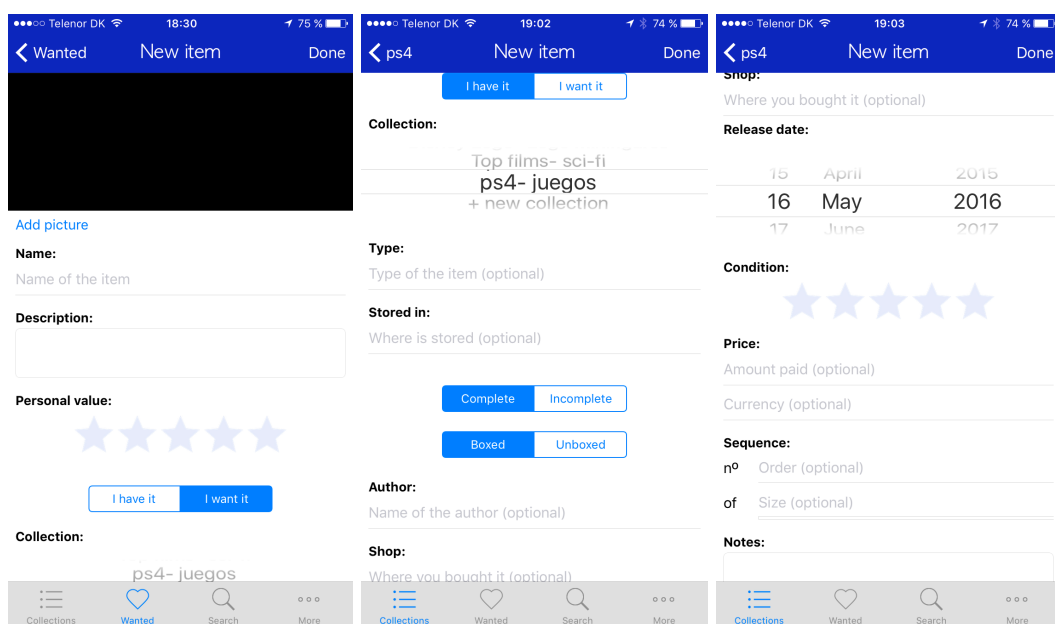 Telenor DK 18:30 75 %
Wanted New item Done
Add picture
Name:
Name of the item
Description:
Personal value:
I have it I want it
Collection:
ps4- juegos
Collections Wanted Search More
Telenor DK 19:02 74 %
ps4 New item Done
I have it I want it
Collection:
Top films- sci-fi
ps4- juegos
+ new collection
Type:
Type of the item (optional)
Stored in:
Where is stored (optional)
Complete Incomplete
Boxed Unboxed
Author:
Name of the author (optional)
Shop:
Where you bought it (optional)
Collections Wanted Search More
Telenor DK 19:03 74 %
ps4 New item Done
Shop:
Where you bought it (optional)
Release date:
15 April 2015
16 May 2016
17 June 2017
Condition:
Price:
Amount paid (optional)
Currency (optional)
Sequence:
nº Order (optional)
of Size (optional)
Notes:
Collections Wanted Search More